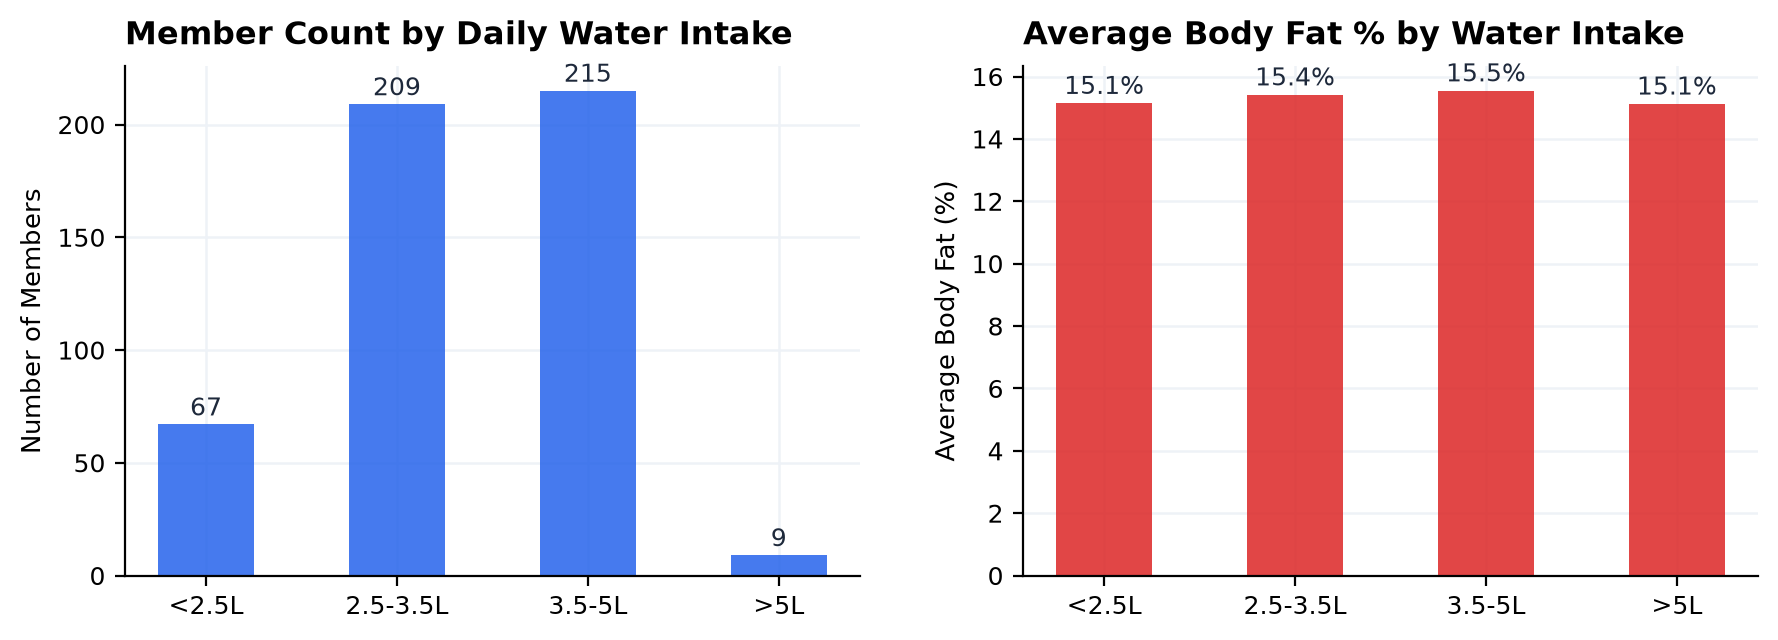 Member Count by Daily Water Intake
Number of Members
200
150
100
50
0
67
209
215
9
<2.5L
2.5-3.5L
3.5-5L
>5L
Average Body Fat % by Water Intake
Average Body Fat (%)
16
14
12
10
8
6
4
2
0
15.1%
15.4%
15.5%
15.1%
<2.5L
2.5-3.5L
3.5-5L
>5L